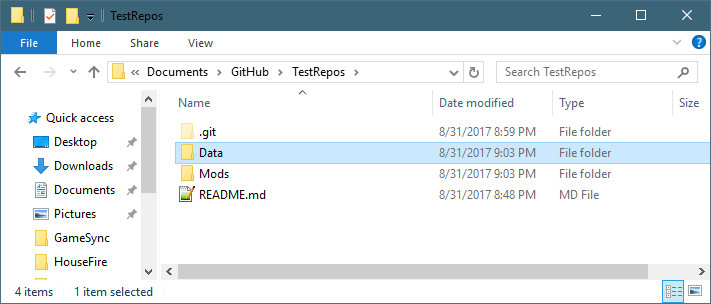 TestRepos
File Home Share View
« Documents > GitHub > TestRepos >
Search TestRepos
Name Date modified Type Size
Quick access
Desktop
Downloads
Documents
Pictures
GameSync
HouseFire
.git 8/31/2017 8:59 PM File folder
Data 8/31/2017 9:03 PM File folder
Mods 8/31/2017 9:03 PM File folder
README.md 8/31/2017 8:48 PM MD File
4 items 1 item selected